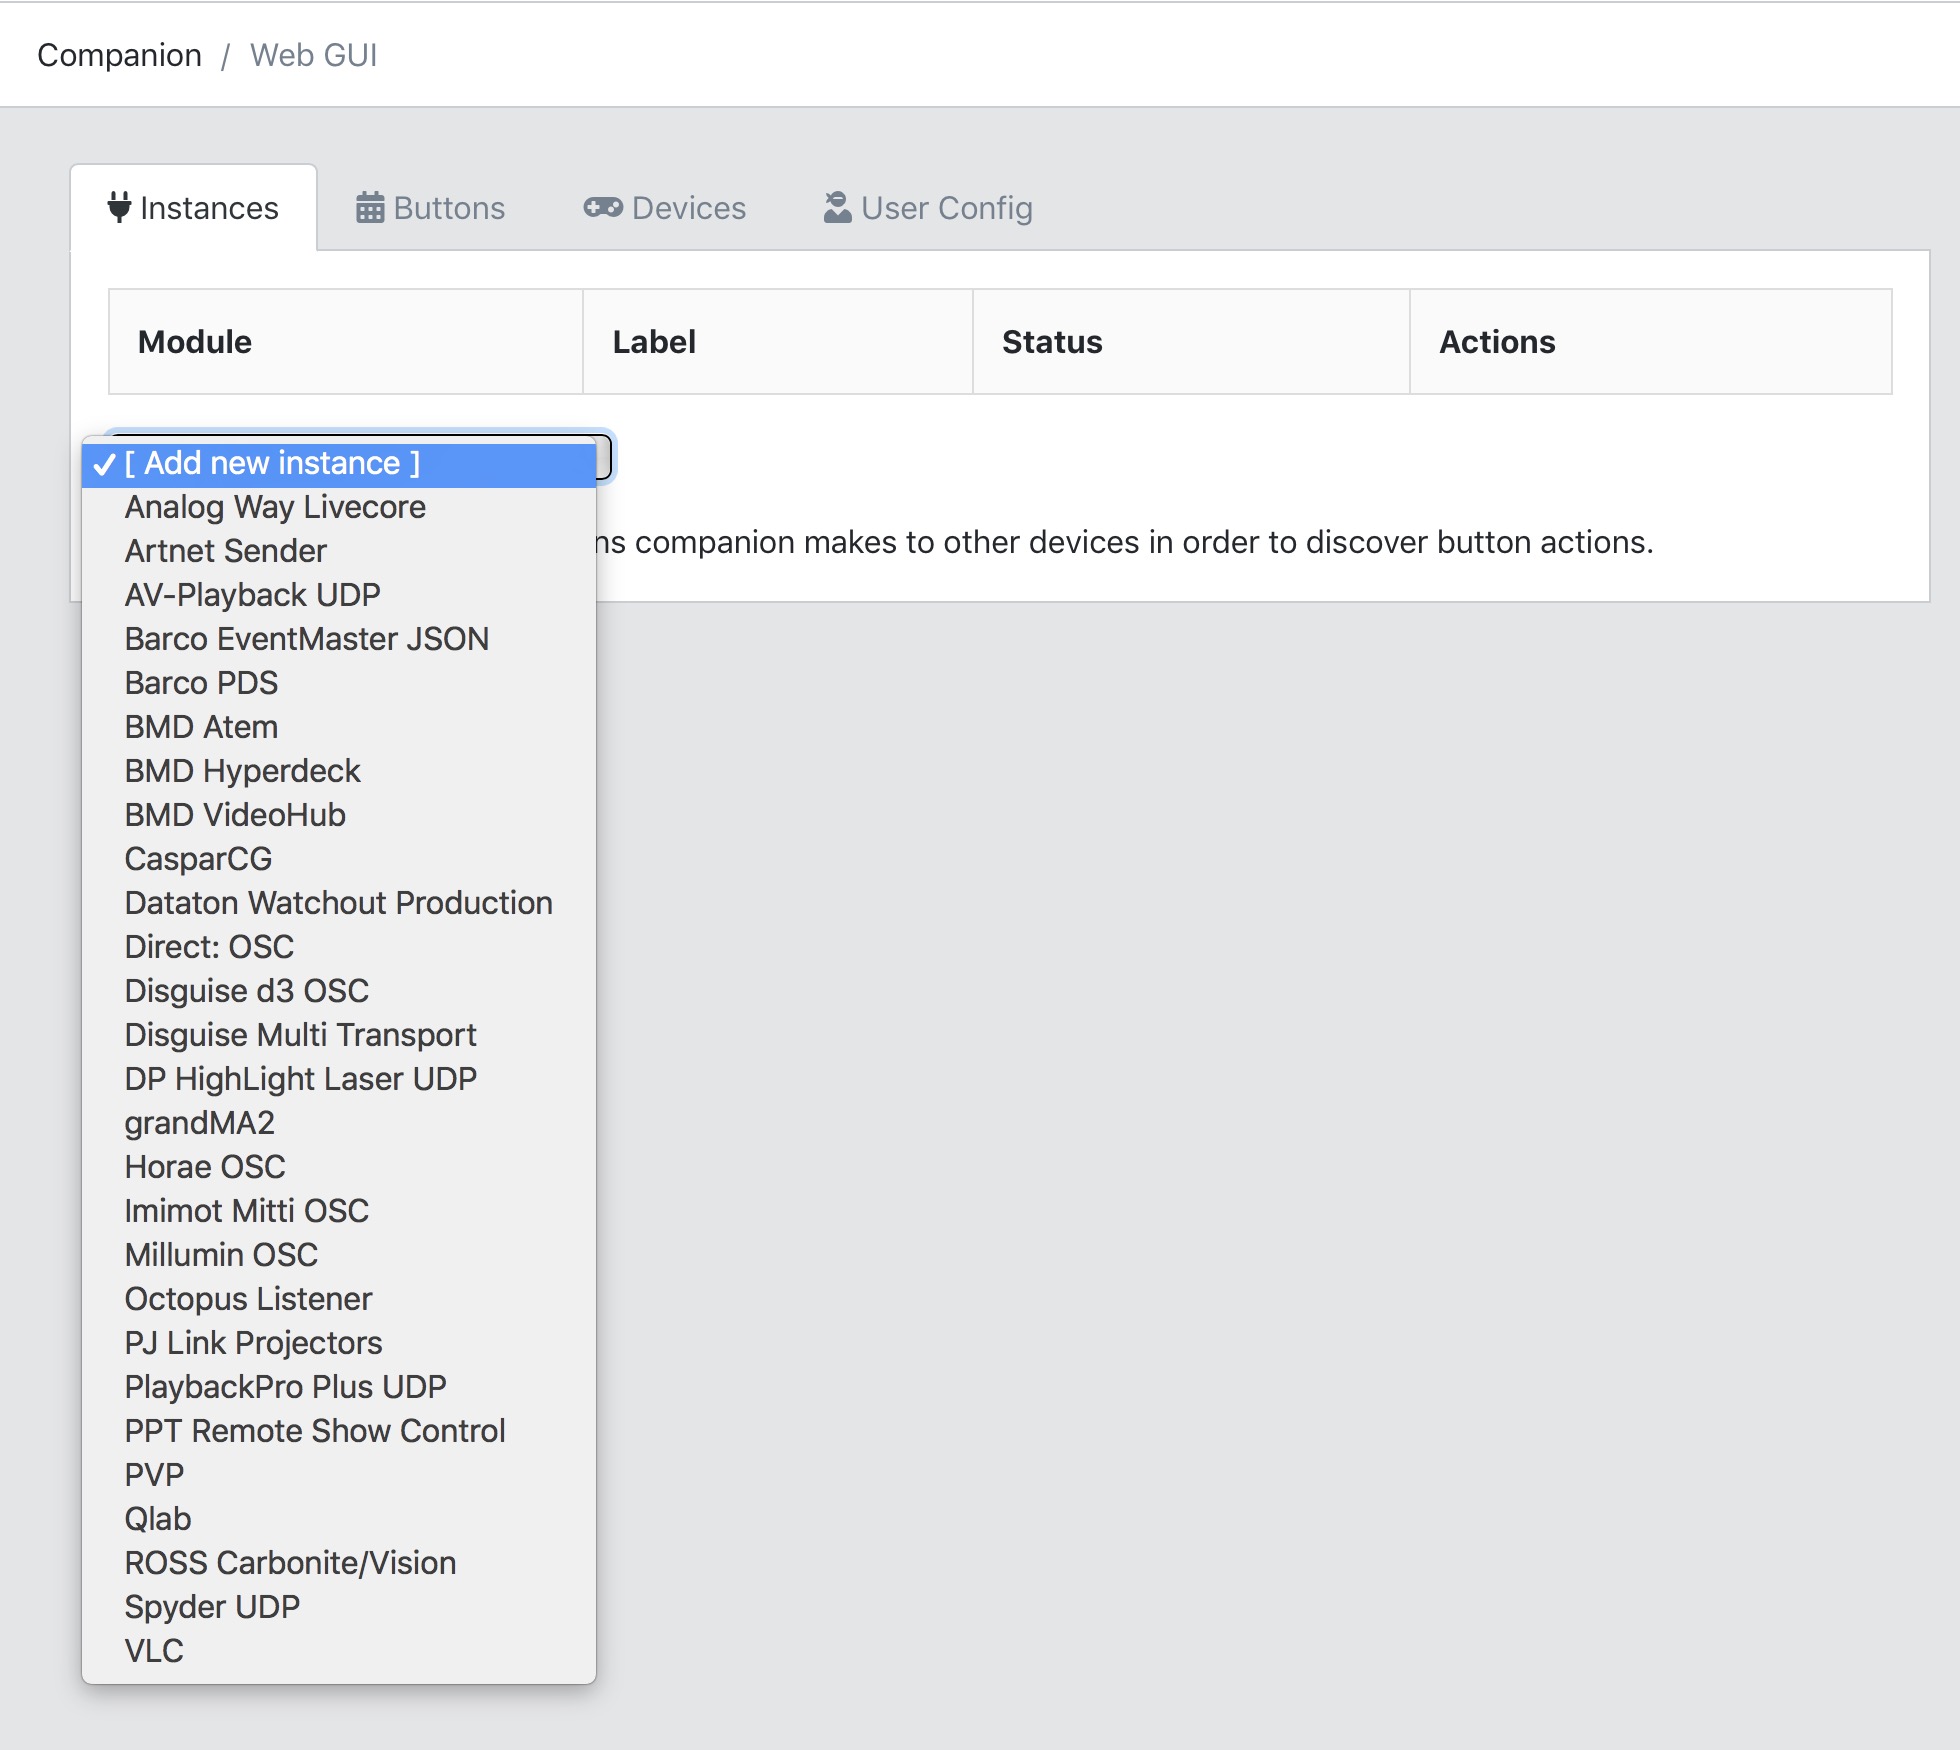 Companion / Web GUI
Instances Buttons Devices User Config
Module Label Status Actions
[ Add new instance ]
Analog Way Livecore
ns companion makes to other devices in order to discover button actions.
Artnet Sender
AV-Playback UDP
Barco EventMaster JSON
Barco PDS
BMD Atem
BMD Hyperdeck
BMD VideoHub
CasparCG
Dataton Watchout Production
Direct: OSC
Disguise d3 OSC
Disguise Multi Transport
DP HighLight Laser UDP
grandMA2
Horae OSC
Imimot Mitti OSC
Millumin OSC
Octopus Listener
PJ Link Projectors
PlaybackPro Plus UDP
PPT Remote Show Control
PVP
Qlab
ROSS Carbonite/Vision
Spyder UDP
VLC